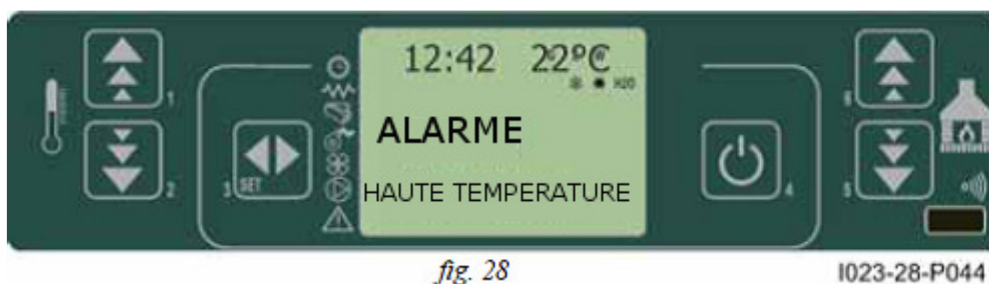 12:42 22°C
H2O
ALARME
HAUTE TEMPERATURE
1
2
3 SET
4
6
5
fig. 28
I023-28-P044